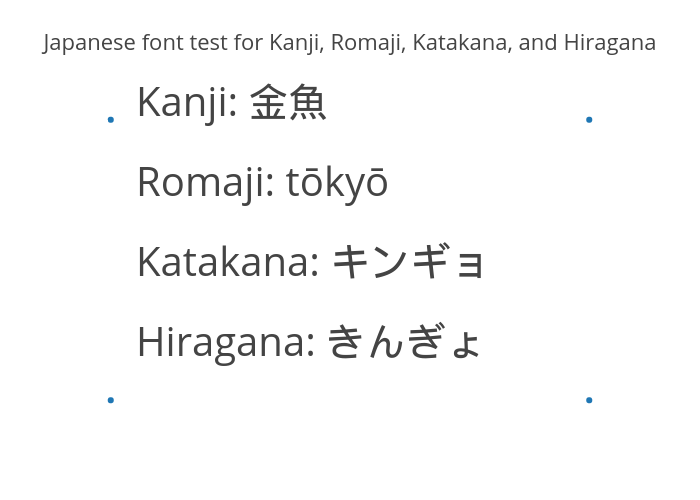 Japanese font test for Kanji, Romaji, Katakana, and Hiragana
Kanji: 金魚
Romaji: tōkyō
Katakana: キンギョ
Hiragana: きんぎょ